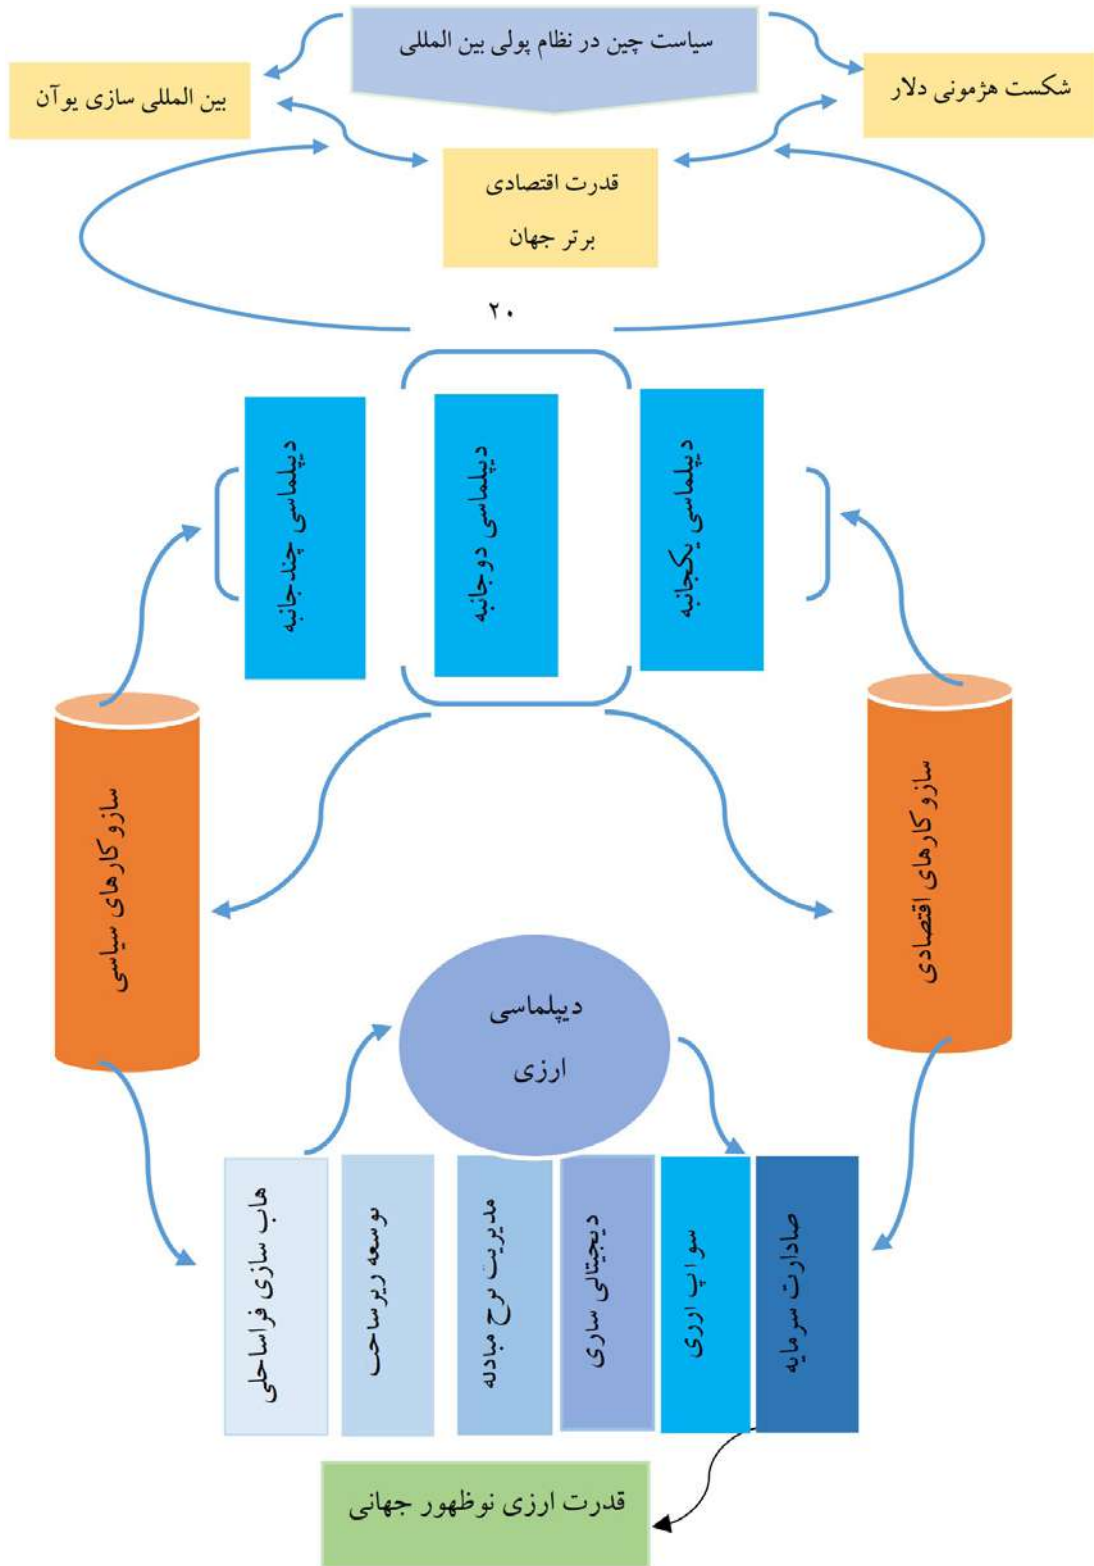 سیاست چین در نظام پولی بین المللی
شکست هژمونی دلار
بین المللی سازی یوآن
قدرت اقتصادی
برتر جهان
۲۰
دیپلماسی یکجانبه
دیپلماسی دوجانبه
دیپلماسی چندجانبه
سازوکارهای اقتصادی
سازوکارهای سیاسی
دیپلماسی
ارزی
صادارت سرمایه
سواپ ارزی
دیجیتالی سازی
مدیریت نرخ مبادله
توسعه زیرساخت
هاب سازی فراساحلی
قدرت ارزی نوظهور جهانی